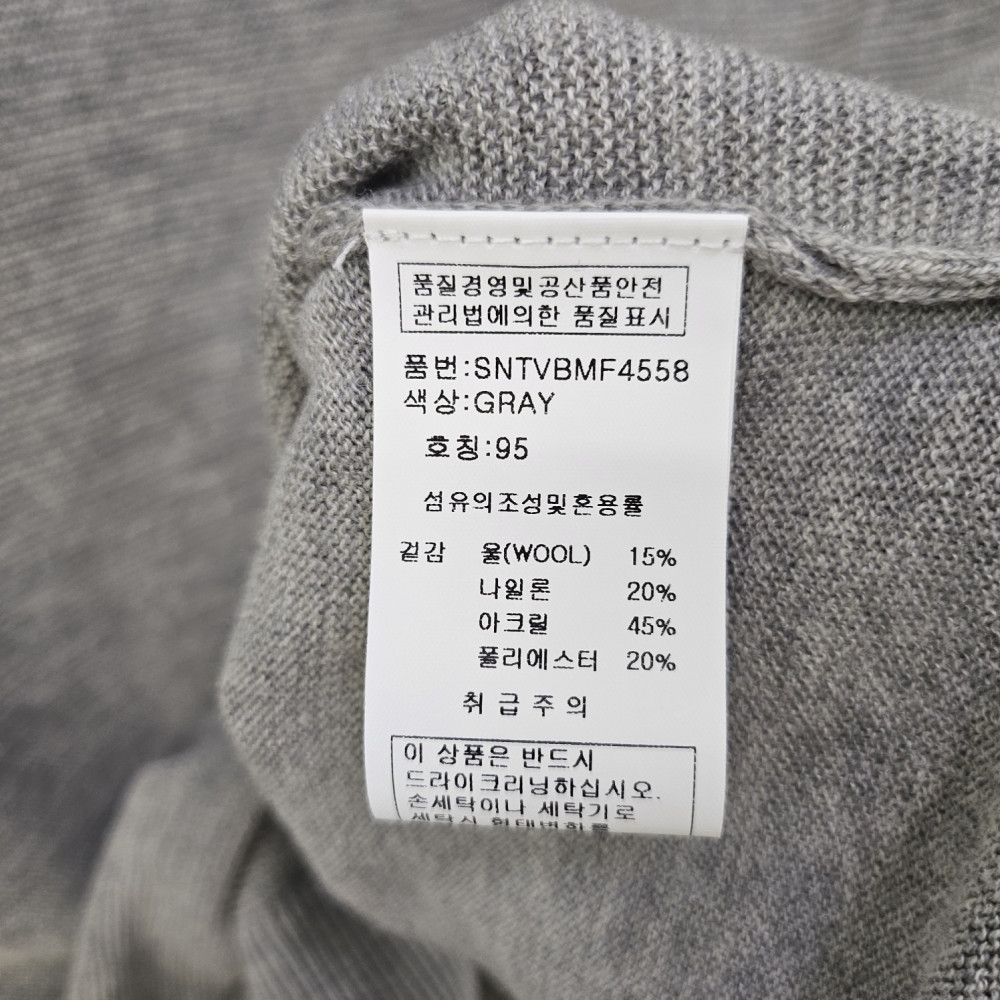 품질경영및공산품안전
관리법에의한 품질표시
품번:SNTVBMF4558
색상:GRAY
호칭:95
섬유의조성및혼용률
겉감 울(WOOL) 15%
나일론 20%
아크릴 45%
폴리에스터 20%
취급주의
이 상품은 반드시
드라이크리닝하십시오.
손세탁이나 세탁기로